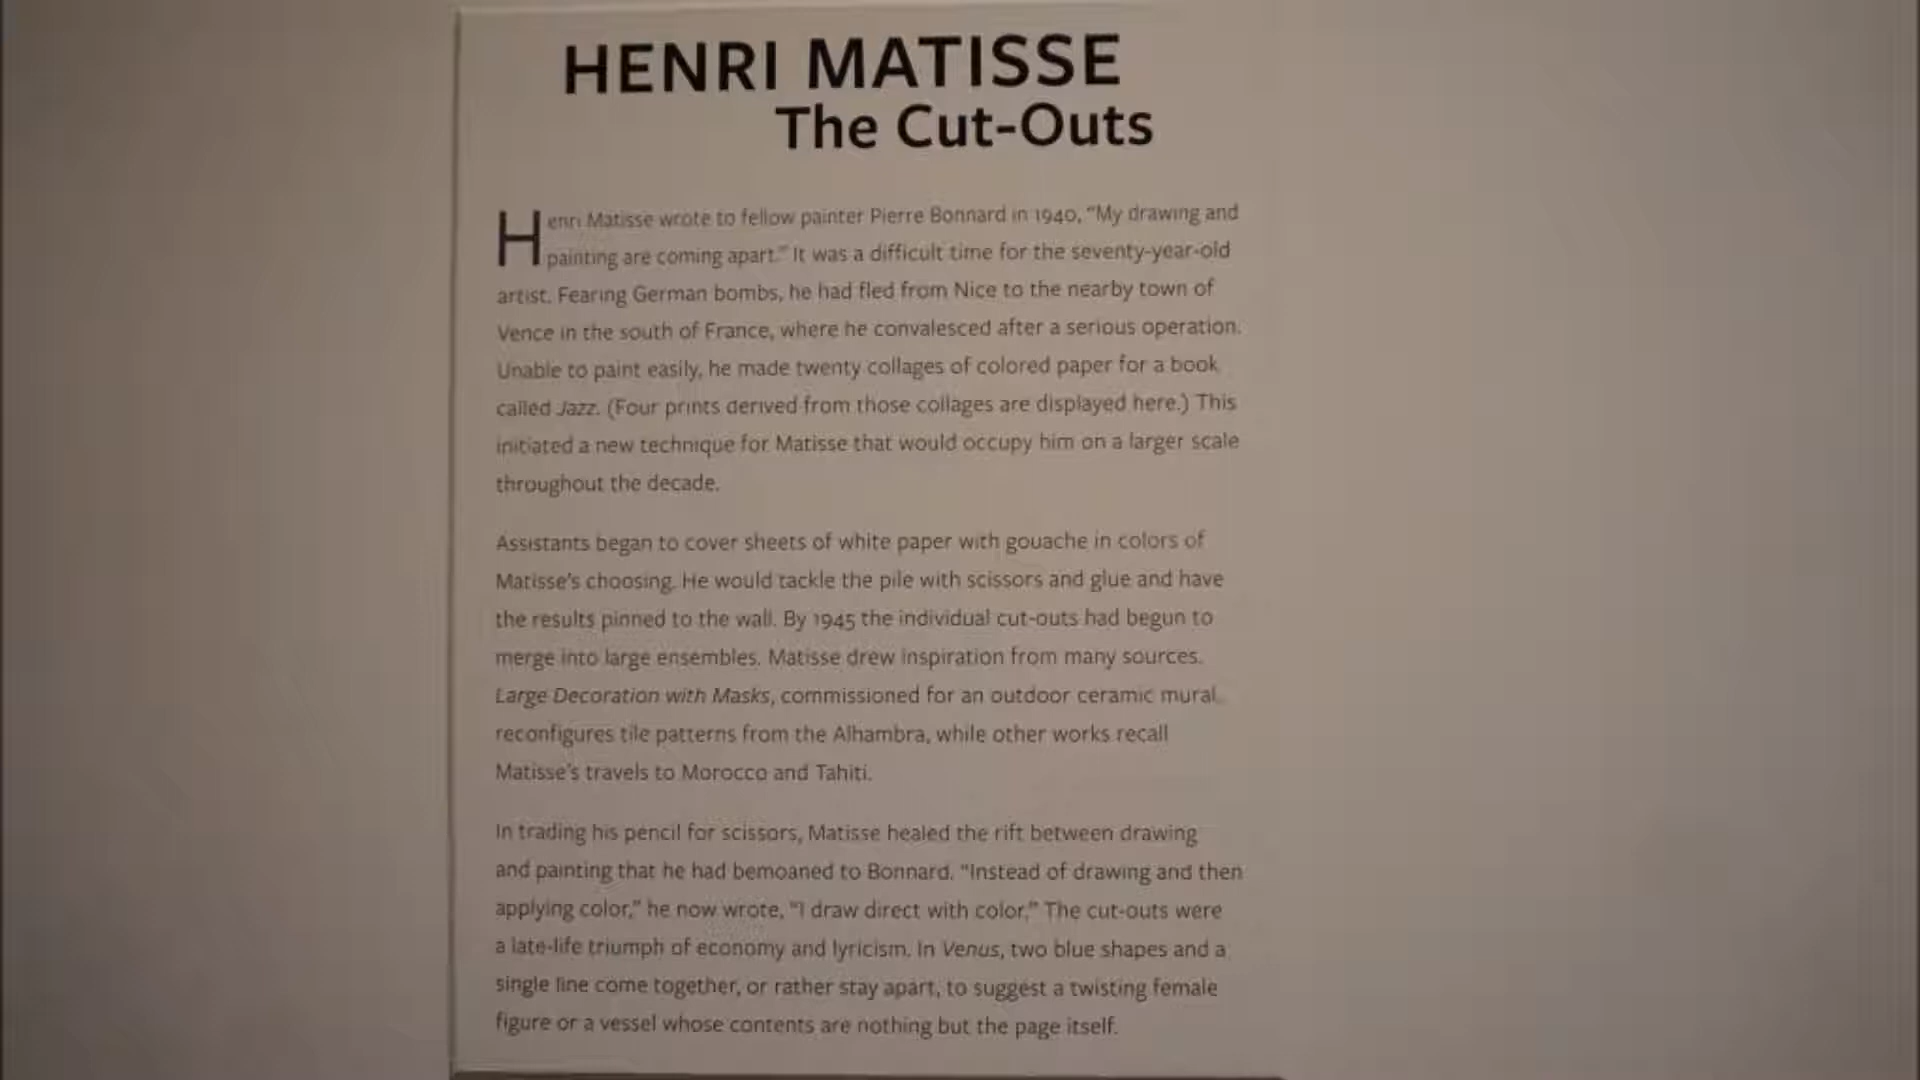 HENRI MATISSE
The Cut-Outs
Henri Matisse wrote to fellow painter Pierre Bonnard in 1940, “My drawing and
painting are coming apart.” It was a difficult time for the seventy-year-old
artist. Fearing German bombs, he had fled from Nice to the nearby town of
Vence in the south of France, where he convalesced after a serious operation.
Unable to paint easily, he made twenty collages of colored paper for a book
called Jazz. (Four prints derived from those collages are displayed here.) This
initiated a new technique for Matisse that would occupy him on a larger scale
throughout the decade.
Assistants began to cover sheets of white paper with gouache in colors of
Matisse’s choosing. He would tackle the pile with scissors and glue and have
the results pinned to the wall. By 1945 the individual cut-outs had begun to
merge into large ensembles. Matisse drew inspiration from many sources.
Large Decoration with Masks, commissioned for an outdoor ceramic mural,
reconfigures tile patterns from the Alhambra, while other works recall
Matisse’s travels to Morocco and Tahiti.
In trading his pencil for scissors, Matisse healed the rift between drawing
and painting that he had bemoaned to Bonnard. “Instead of drawing and then
applying color,” he now wrote, “I draw direct with color.” The cut-outs were
a late-life triumph of economy and lyricism. In Venus, two blue shapes and a
single line come together, or rather stay apart, to suggest a twisting female
figure or a vessel whose contents are nothing but the page itself.